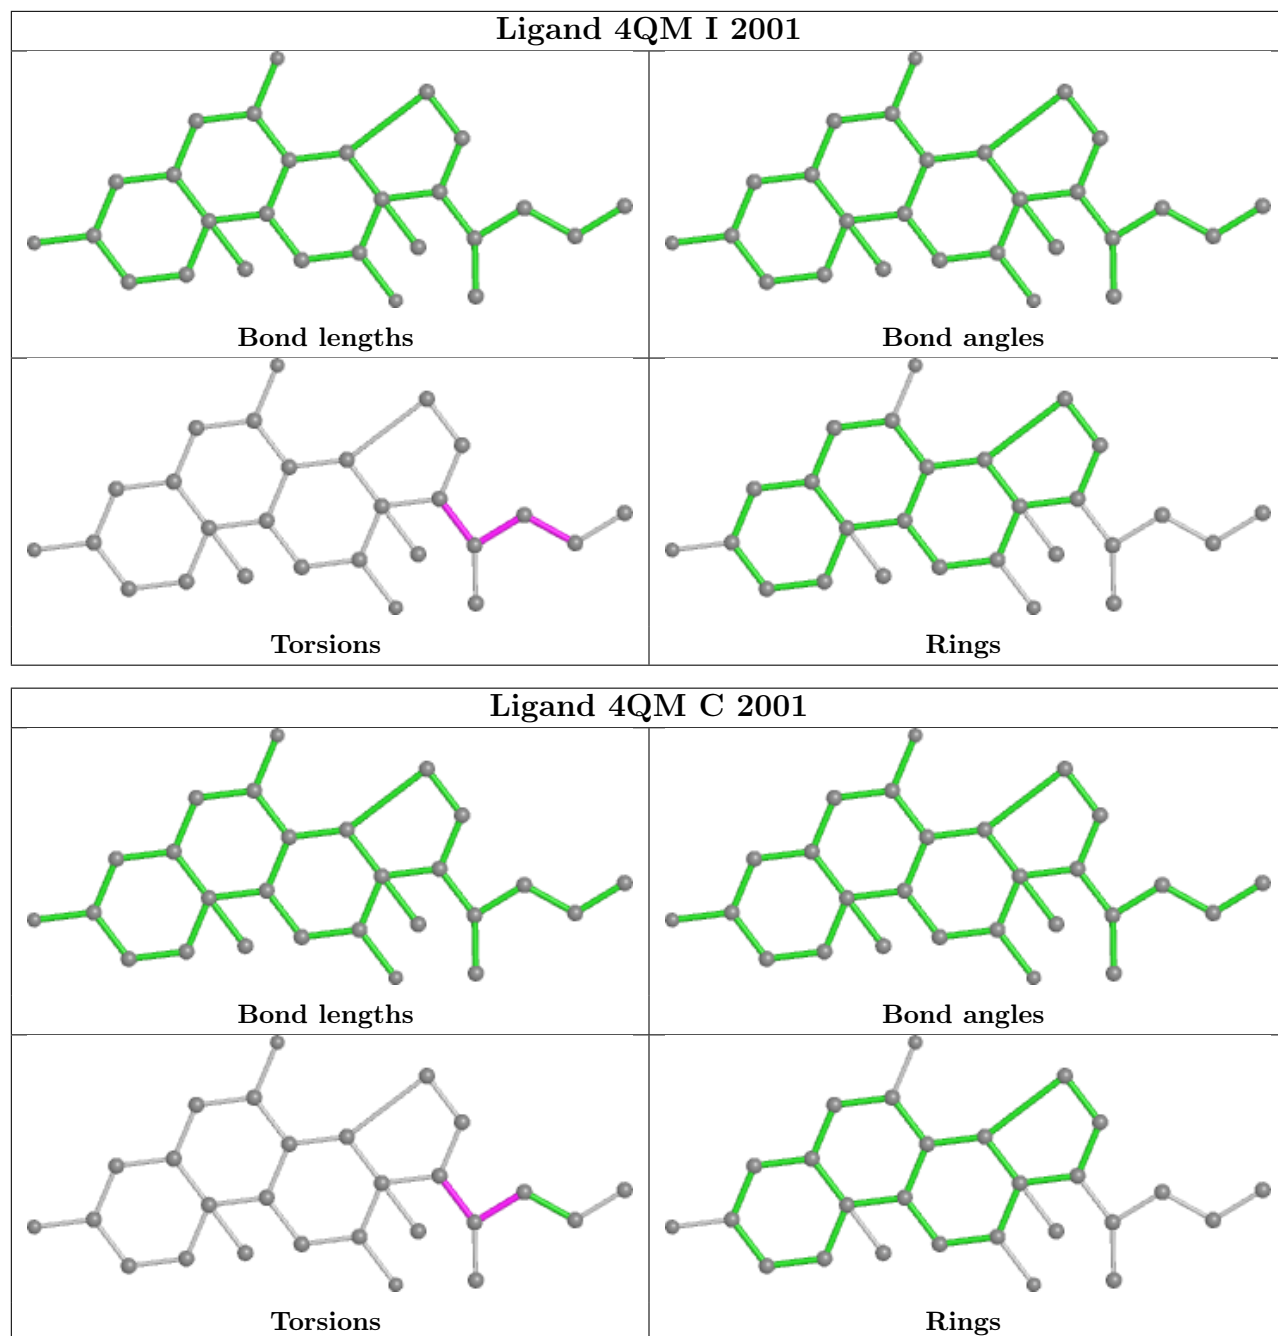 Ligand 4QM I 2001
Bond lengths
Bond angles
Torsions
Rings
Ligand 4QM C 2001
Bond lengths
Bond angles
Torsions
Rings